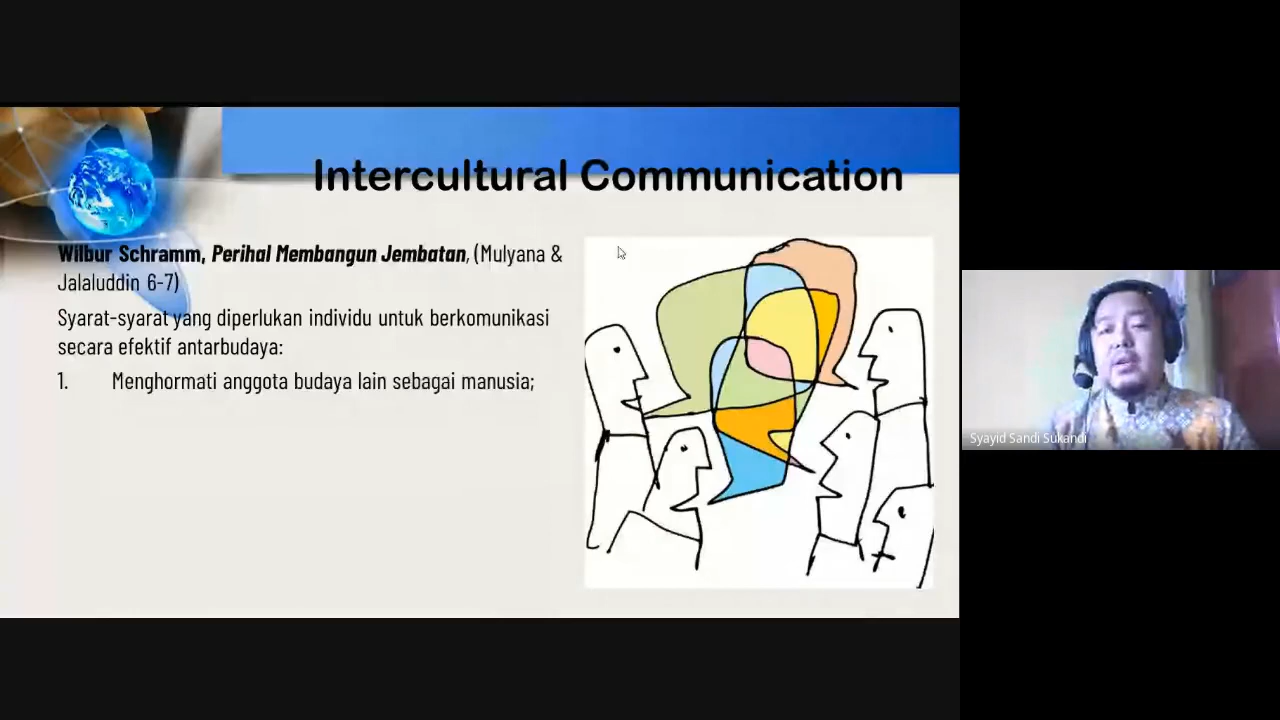 Intercultural Communication
Wilbur Schramm, Perihal Membangun Jembatan, (Mulyana &
Jalaluddin 6-7)
Syarat-syarat yang diperlukan individu untuk berkomunikasi
secara efektif antarbudaya:
1. Menghormati anggota budaya lain sebagai manusia;
Syayid Sandi Sukandi